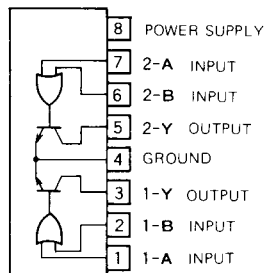 8 POWER SUPPLY
7 2-A INPUT
6 2-B INPUT
5 2-Y OUTPUT
4 GROUND
3 1-Y OUTPUT
2 1-B INPUT
1 1-A INPUT